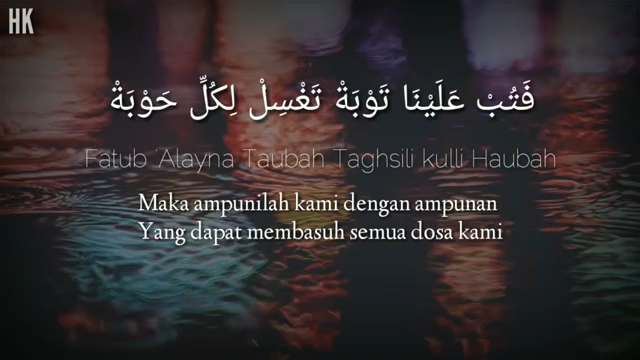 HK
فَتُبْ عَلَيْنَا تَوْبَةْ تَغْسِلْ لِكُلِّ حَوْبَةْ
Fatub 'Alayna Taubah Taghsili kulli Haubah
Maka ampunilah kami dengan ampunan
Yang dapat membasuh semua dosa kami